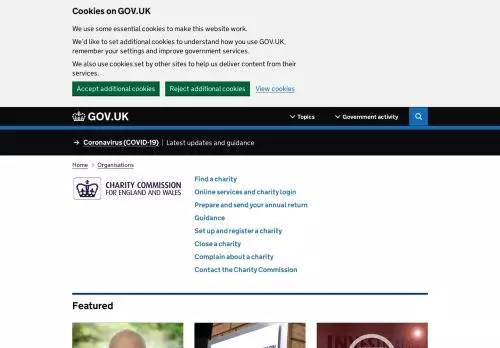 Cookies on GOV.UK
We use some essential cookies to make this website work.
We'd like to set additional cookies to understand how you use GOV.UK,
remember your settings and improve government services.
We also use cookies set by other sites to help us deliver content from their
services.
Accept additional cookies
Reject additional cookies
View cookies
GOV.UK
Topics
Government activity
→ Coronavirus (COVID-19) | Latest updates and guidance
Home > Organisations
CHARITY COMMISSION
FOR ENGLAND AND WALES
Find a charity
Online services and charity login
Prepare and send your annual return
Guidance
Set up and register a charity
Close a charity
Complain about a charity
Contact the Charity Commission
Featured